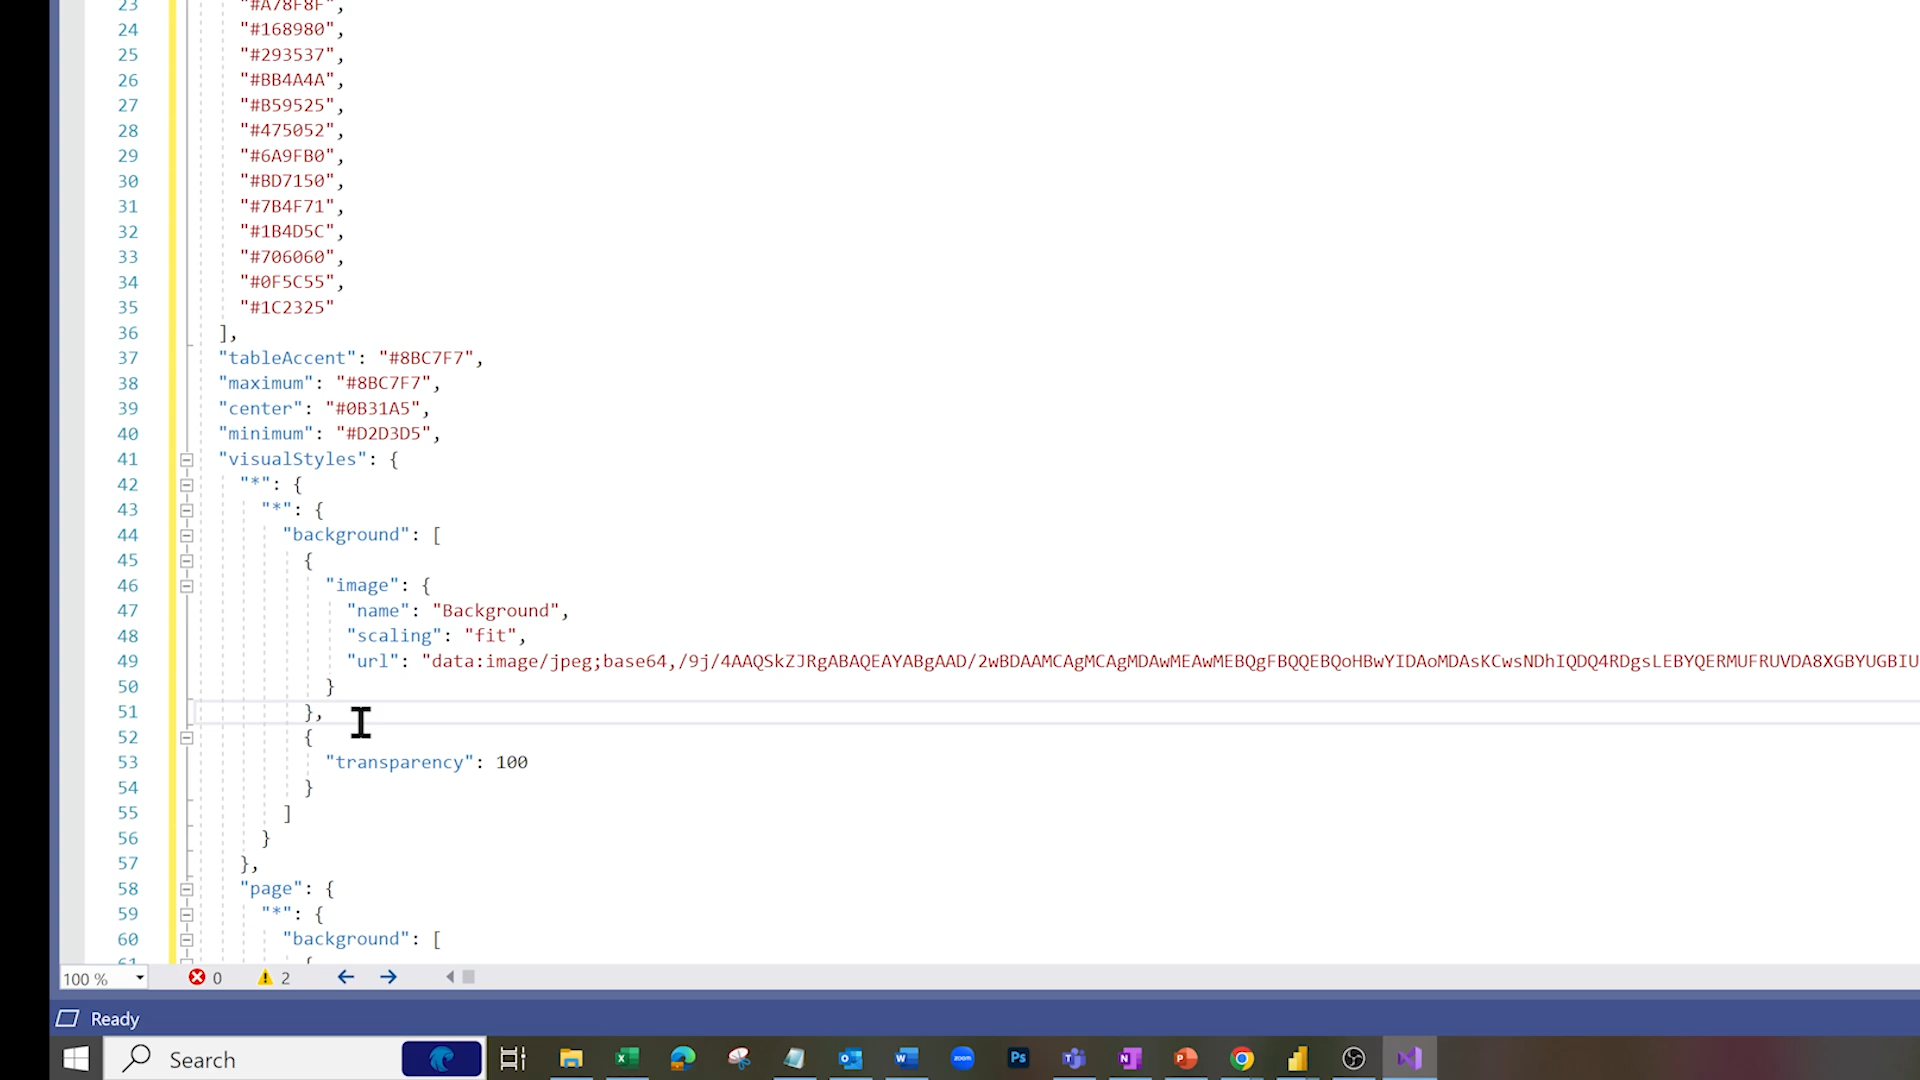 23 "#A78F8F",
24 "#168980",
25 "#293537",
26 "#BB4A4A",
27 "#B59525",
28 "#475052",
29 "#6A9FB0",
30 "#BD7150",
31 "#7B4F71",
32 "#1B4D5C",
33 "#706060",
34 "#0F5C55",
35 "#1C2325"
36 ],
37 "tableAccent": "#8BC7F7",
38 "maximum": "#8BC7F7",
39 "center": "#0B31A5",
40 "minimum": "#D2D3D5",
41 "visualStyles": {
42 "*": {
43 "*": {
44 "background": [
45 {
46 "image": {
47 "name": "Background",
48 "scaling": "fit",
49 "url": "data:image/jpeg;base64,/9j/4AAQSkZJRgABAQEAYABgAAD/2wBDAAMCAgMCAgMDAwMEAwMEBQgFBQQEBQoHBwYIDAoMDAsKCwsNDhIQDQ4RDgsLEBYQERMUFRUVDA8XGBYUGBIU
50 }
51 },
52 {
53 "transparency": 100
54 }
55 ]
56 }
57 },
58 "page": {
59 "*": {
60 "background": [
61 {
100 % 0 2
Ready
Search zoom Ps